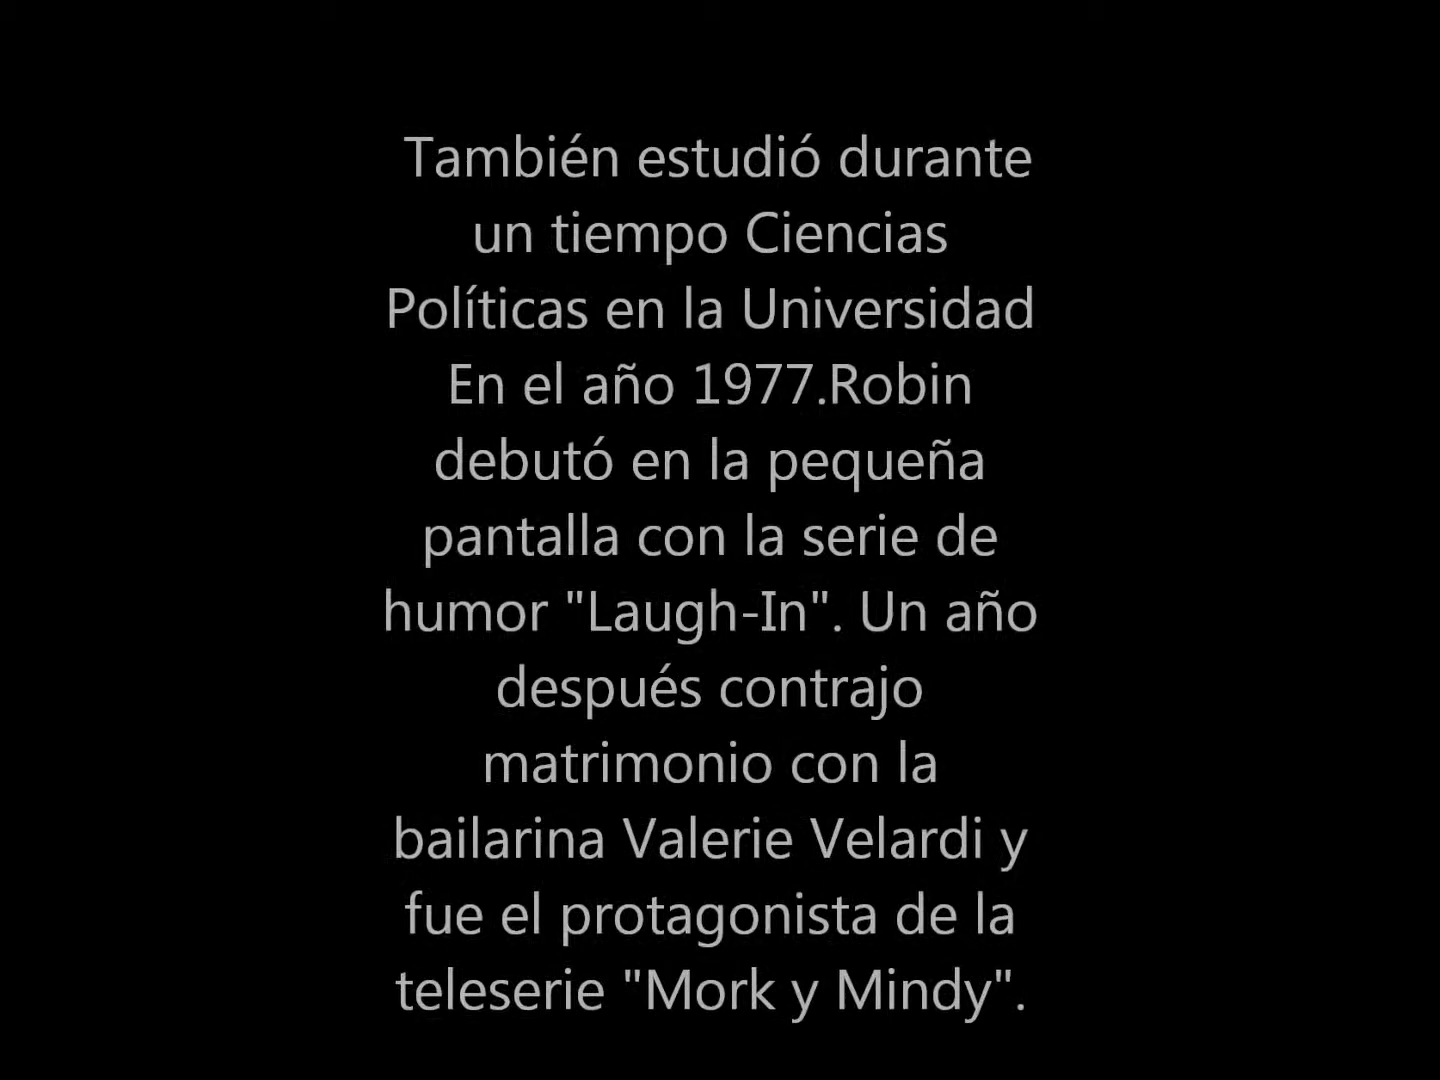 También estudió durante
un tiempo Ciencias
Políticas en la Universidad
En el año 1977.Robin
debutó en la pequeña
pantalla con la serie de
humor "Laugh-In". Un año
después contrajo
matrimonio con la
bailarina Valerie Velardi y
fue el protagonista de la
teleserie "Mork y Mindy".